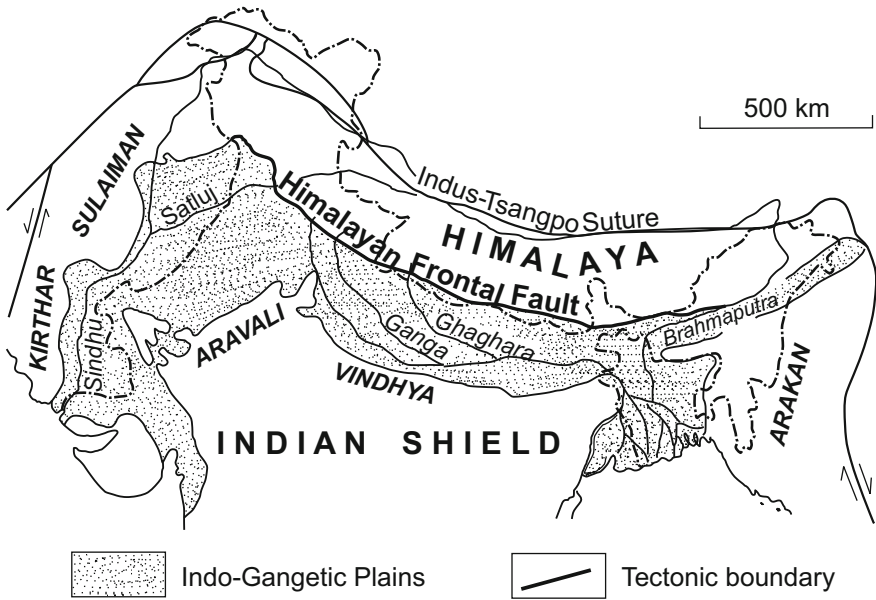 500 km
SULAIMAN
Satluj
Indus-Tsangpo Suture
HIMALAYA
Himalayan Frontal Fault
KIRTHAR
Sindhu
ARAVALI
Ganga
Ghaghara
Brahmaputra
VINDHYA
ARAKAN
INDIAN SHIELD
Indo-Gangetic Plains
Tectonic boundary